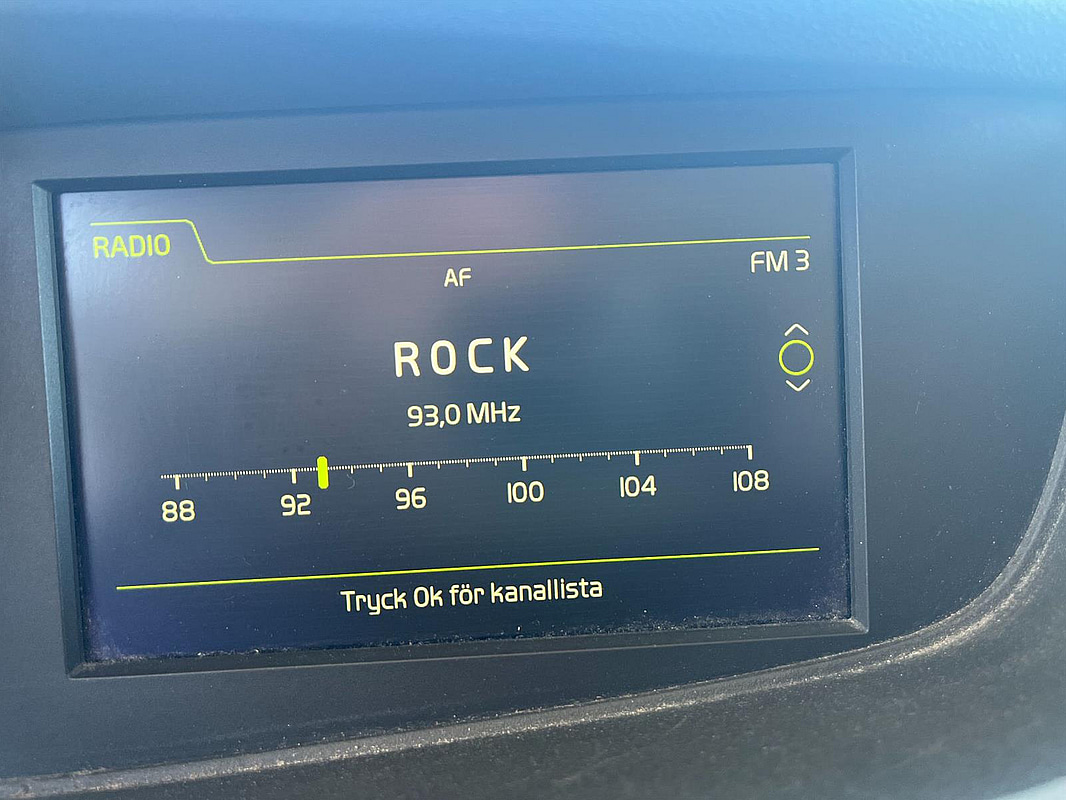 RADIO
AF
FM 3
ROCK
93,0 MHz
88 92 96 100 104 108
Tryck Ok för kanallista